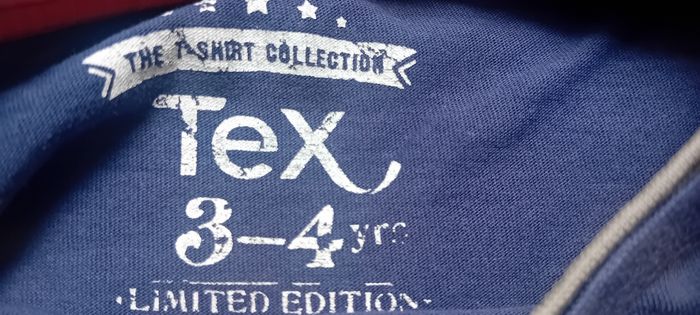 THE T-SHIRT COLLECTION
Tex
3-4 yrs
·LIMITED EDITION·